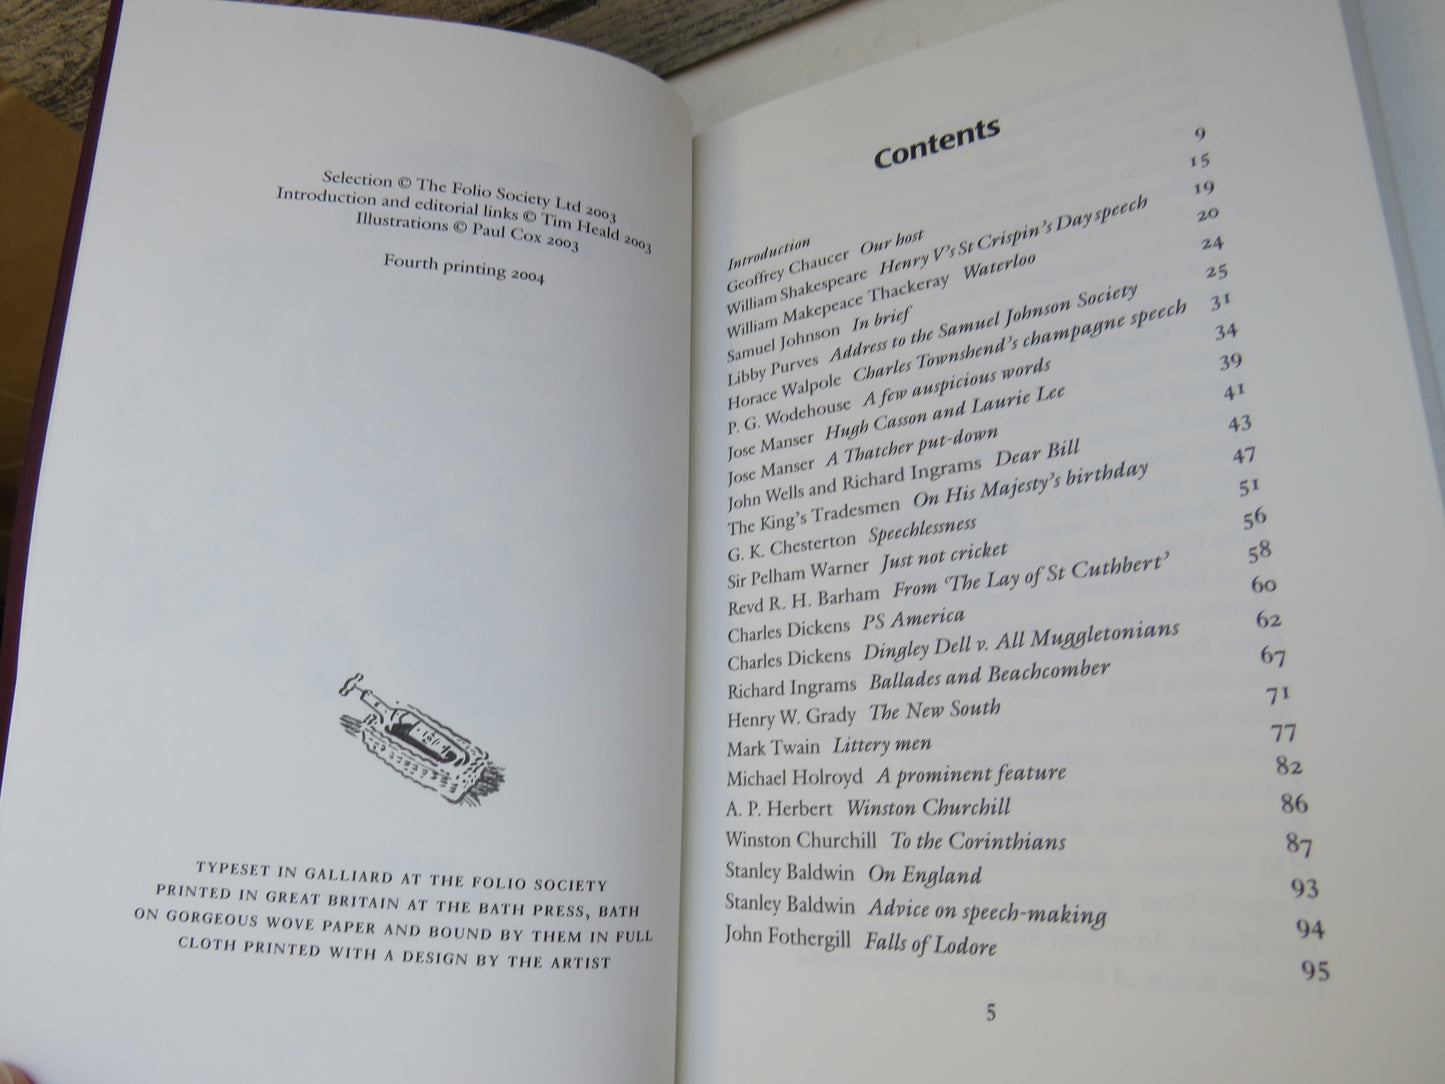 Selection © The Folio Society Ltd 2003
Introduction and editorial links © Tim Heald 2003
Illustrations © Paul Cox 2003
Fourth printing 2004
TYPESET IN GALLIARD AT THE FOLIO SOCIETY
PRINTED IN GREAT BRITAIN AT THE BATH PRESS, BATH
ON GORGEOUS WOVE PAPER AND BOUND BY THEM IN FULL
CLOTH PRINTED WITH A DESIGN BY THE ARTIST
Contents
Introduction 9
Geoffrey Chaucer Our host 15
William Shakespeare Henry V's St Crispin's Day speech 19
William Makepeace Thackeray Waterloo 20
Samuel Johnson In brief 24
Libby Purves Address to the Samuel Johnson Society 25
Horace Walpole Charles Townshend's champagne speech 31
P. G. Wodehouse A few auspicious words 34
Jose Manser Hugh Casson and Laurie Lee 39
Jose Manser A Thatcher put-down 41
John Wells and Richard Ingrams Dear Bill 43
The King's Tradesmen On His Majesty's birthday 47
G. K. Chesterton Speechlessness 51
Sir Pelham Warner Just not cricket 56
Revd R. H. Barham From 'The Lay of St Cuthbert' 58
Charles Dickens PS America 60
Charles Dickens Dingley Dell v. All Muggletonians 62
Richard Ingrams Ballades and Beachcomber 67
Henry W. Grady The New South 71
Mark Twain Littery men 77
Michael Holroyd A prominent feature 82
A. P. Herbert Winston Churchill 86
Winston Churchill To the Corinthians 87
Stanley Baldwin On England 93
Stanley Baldwin Advice on speech-making 94
John Fothergill Falls of Lodore 95
5